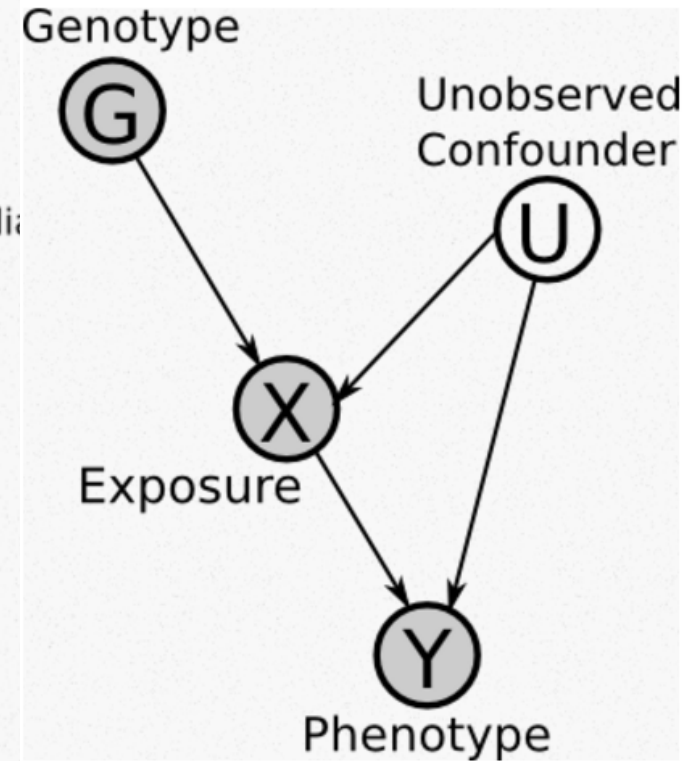 Genotype
G
Unobserved
Confounder
U
X
Exposure
Y
Phenotype